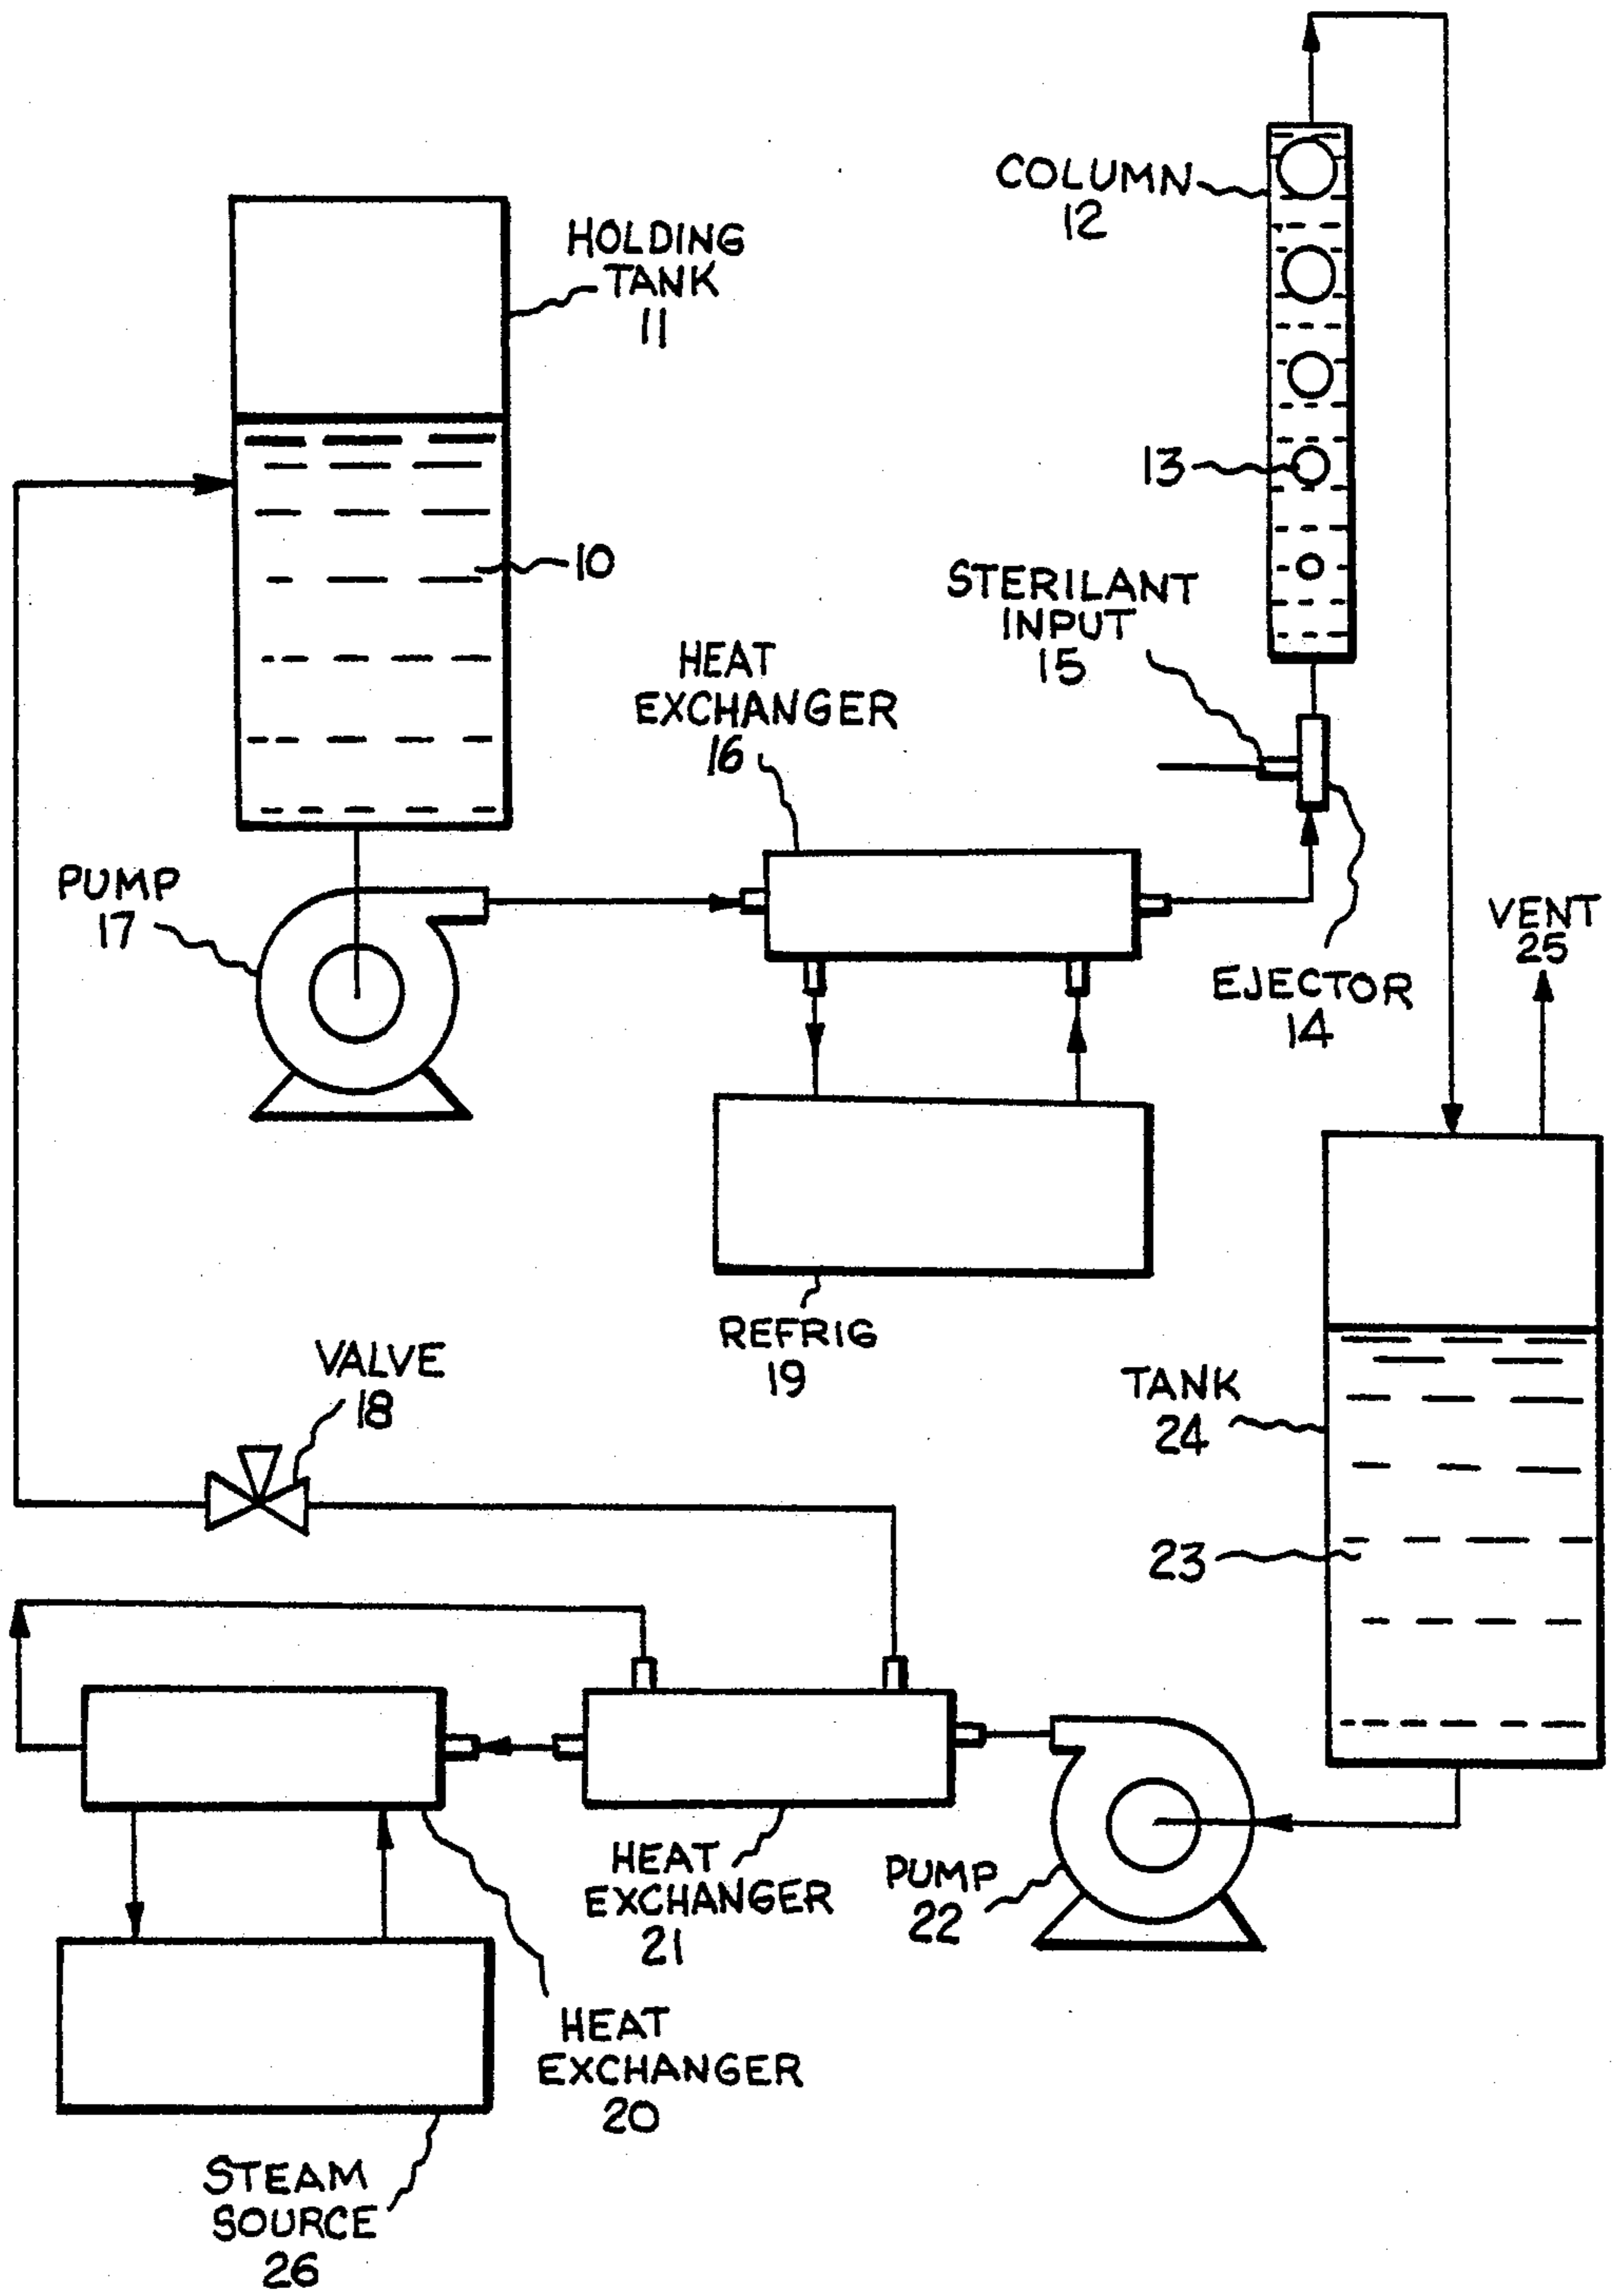 COLUMN
12
HOLDING
TANK
11
13
10
STERILANT
INPUT
15
HEAT
EXCHANGER
16
PUMP
17
VENT
25
EJECTOR
14
REFRIG
19
VALVE
18
TANK
24
23
HEAT
EXCHANGER
21
PUMP
22
HEAT
EXCHANGER
20
STEAM
SOURCE
26